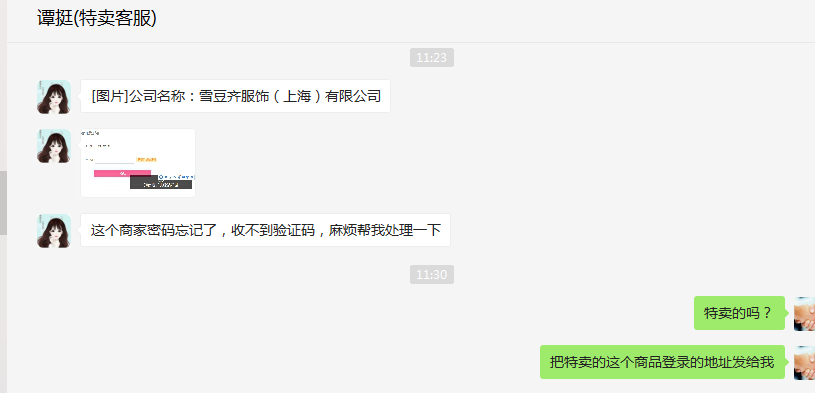 谭挺(特卖客服)
11:23
[图片]公司名称：雪豆齐服饰（上海）有限公司
这个商家密码忘记了，收不到验证码，麻烦帮我处理一下
11:30
特卖的吗？
把特卖的这个商品登录的地址发给我